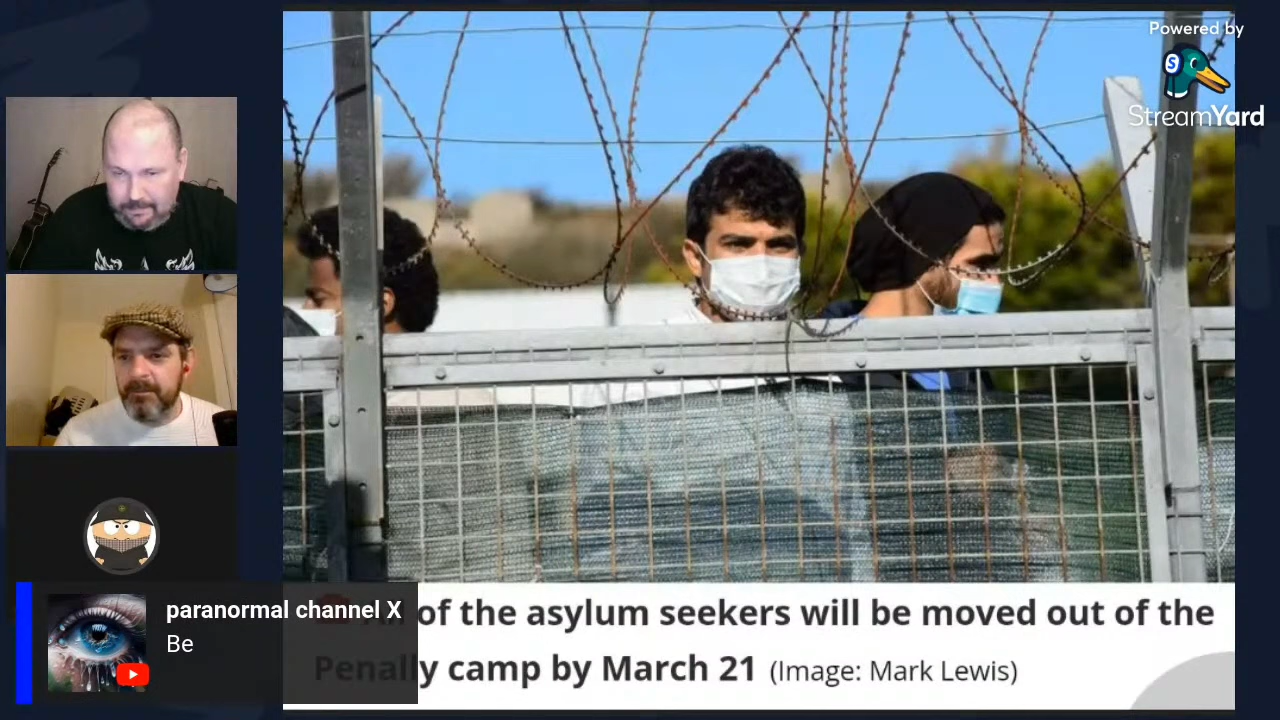 Powered by
S
StreamYard
paranormal channel X
Be
of the asylum seekers will be moved out of the
Penally camp by March 21 (Image: Mark Lewis)